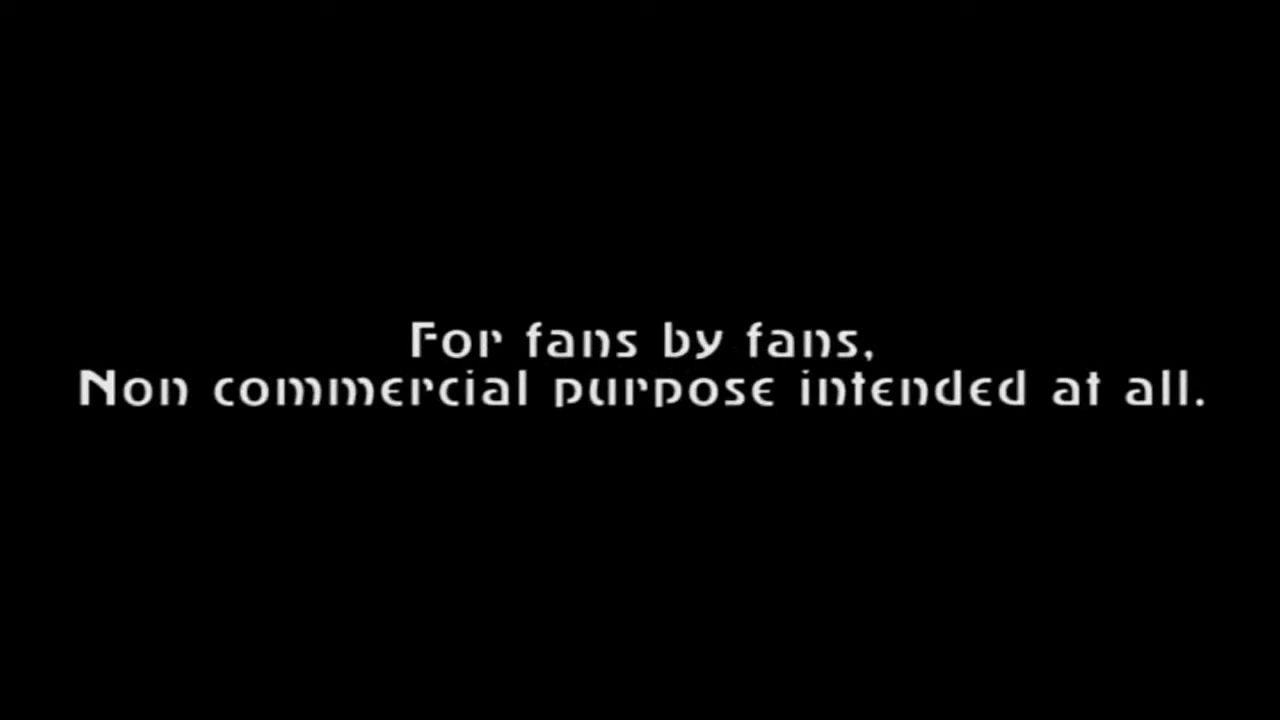 For fans by fans,
Non commercial purpose intended at all.